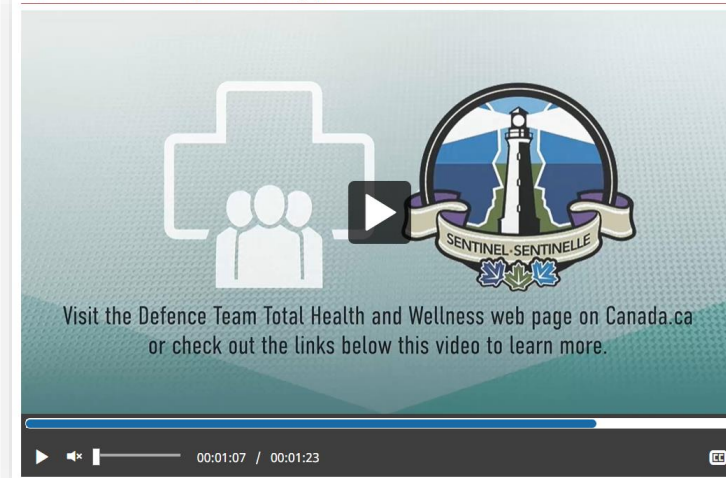 SENTINEL·SENTINELLE
Visit the Defence Team Total Health and Wellness web page on Canada.ca
or check out the links below this video to learn more.
00:01:07 / 00:01:23
CC